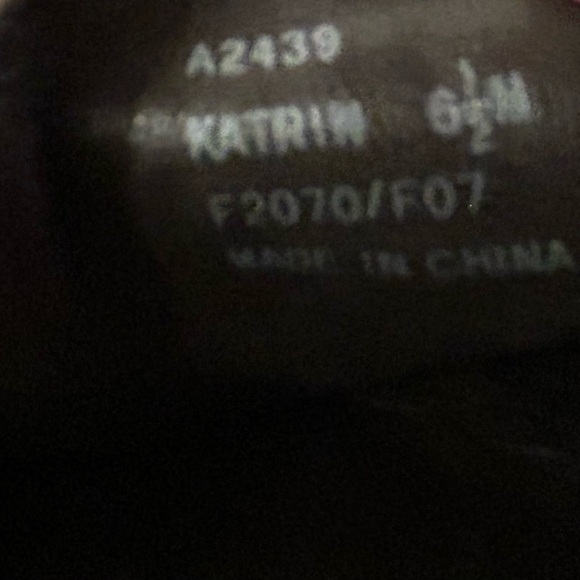 A2439
KATRIN 6½M
F2070/F07
MADE IN CHINA